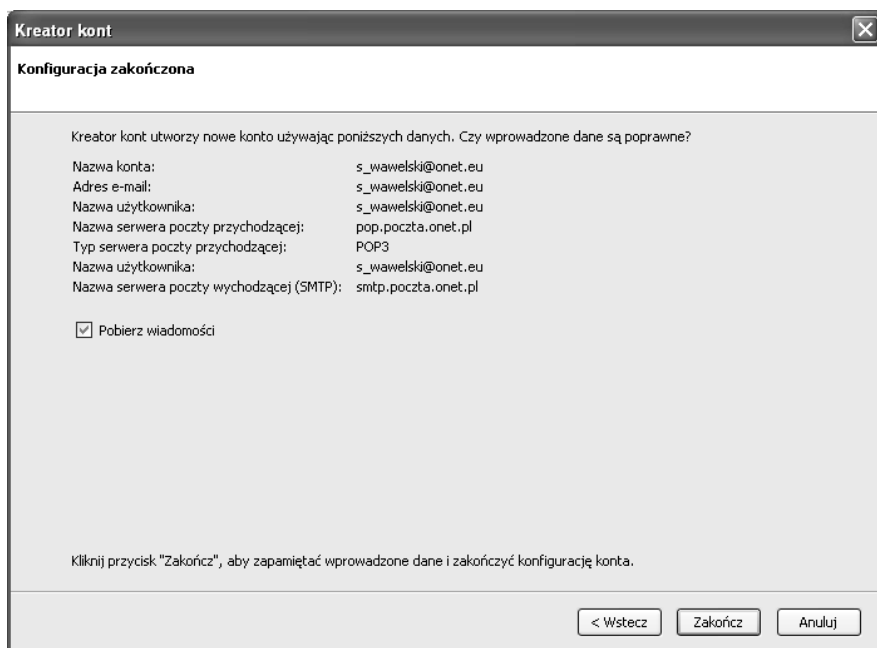 Kreator kont
Konfiguracja zakończona
Kreator kont utworzy nowe konto używając poniższych danych. Czy wprowadzone dane są poprawne?
Nazwa konta: s_wawelski@onet.eu
Adres e-mail: s_wawelski@onet.eu
Nazwa użytkownika: s_wawelski@onet.eu
Nazwa serwera poczty przychodzącej: pop.poczta.onet.pl
Typ serwera poczty przychodzącej: POP3
Nazwa użytkownika: s_wawelski@onet.eu
Nazwa serwera poczty wychodzącej (SMTP): smtp.poczta.onet.pl
Pobierz wiadomości
Kliknij przycisk "Zakończ", aby zapamiętać wprowadzone dane i zakończyć konfigurację konta.
< Wstecz Zakończ Anuluj